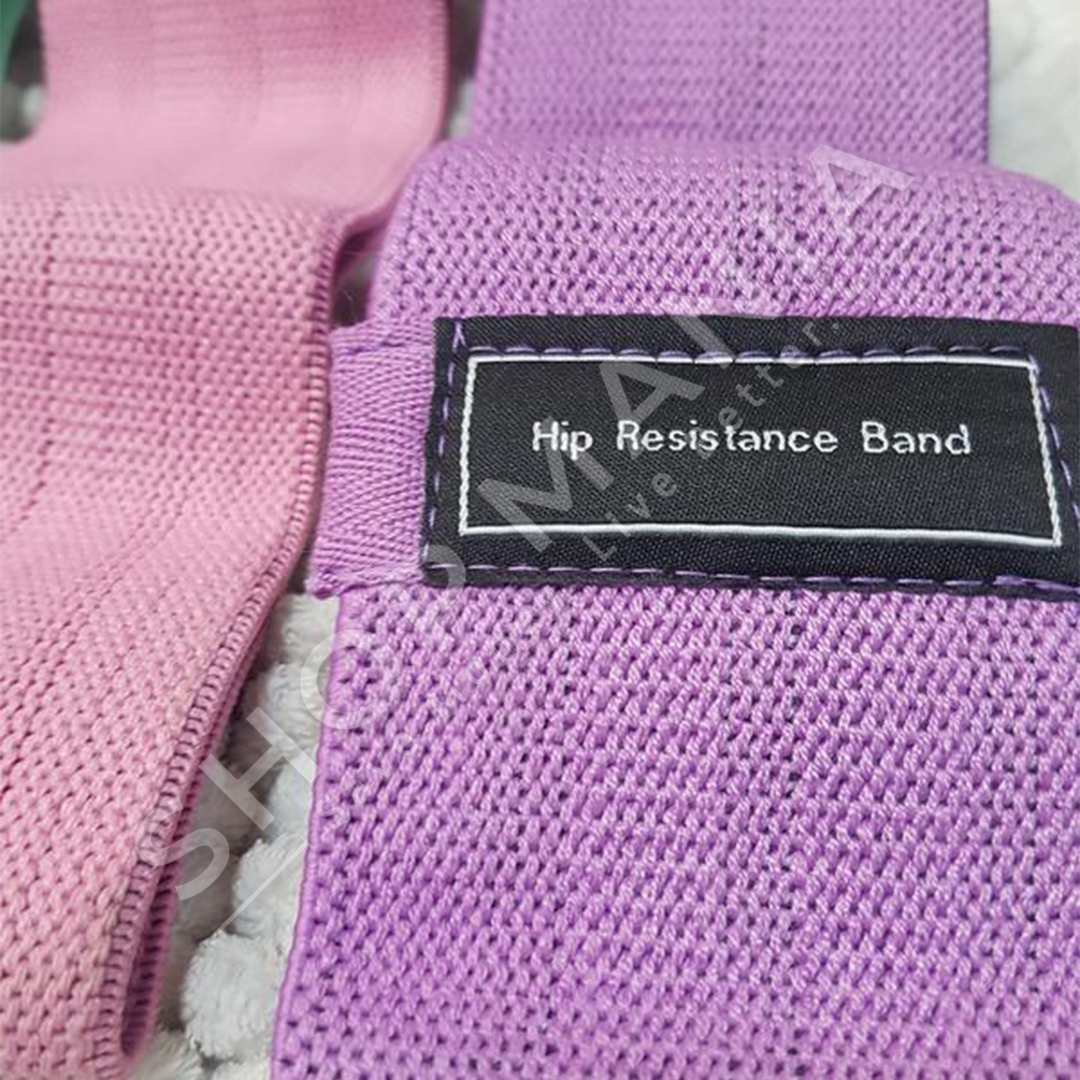 Hip Resistance Band
SHOPMANIA
Live Better.